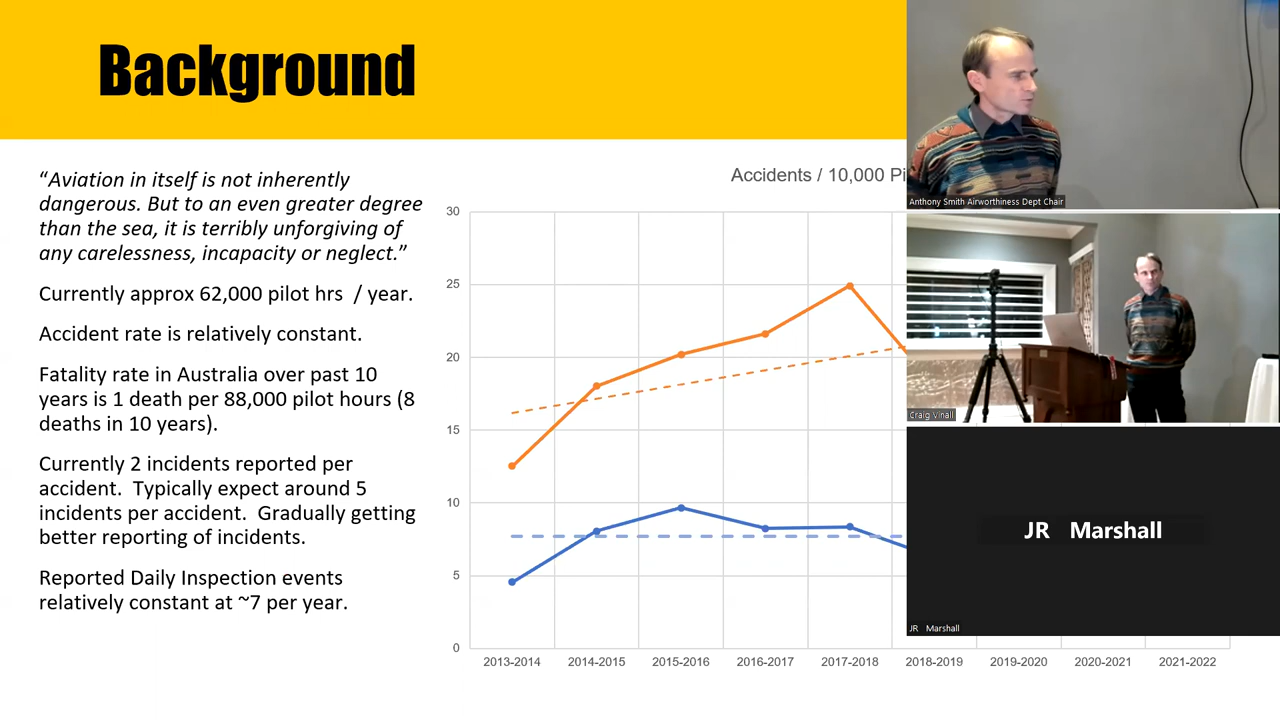 Background
“Aviation in itself is not inherently
dangerous. But to an even greater degree
than the sea, it is terribly unforgiving of
any carelessness, incapacity or neglect.”
Currently approx 62,000 pilot hrs / year.
Accident rate is relatively constant.
Fatality rate in Australia over past 10
years is 1 death per 88,000 pilot hours (8
deaths in 10 years).
Currently 2 incidents reported per
accident. Typically expect around 5
incidents per accident. Gradually getting
better reporting of incidents.
Reported Daily Inspection events
relatively constant at ~7 per year.
Accidents / 10,000 Pi
30
25
20
15
10
5
0
2013-2014 2014-2015 2015-2016 2016-2017 2017-2018 2018-2019 2019-2020 2020-2021 2021-2022
Anthony Smith Airworthiness Dept Chair
Craig Vinall
JR Marshall
JR Marshall